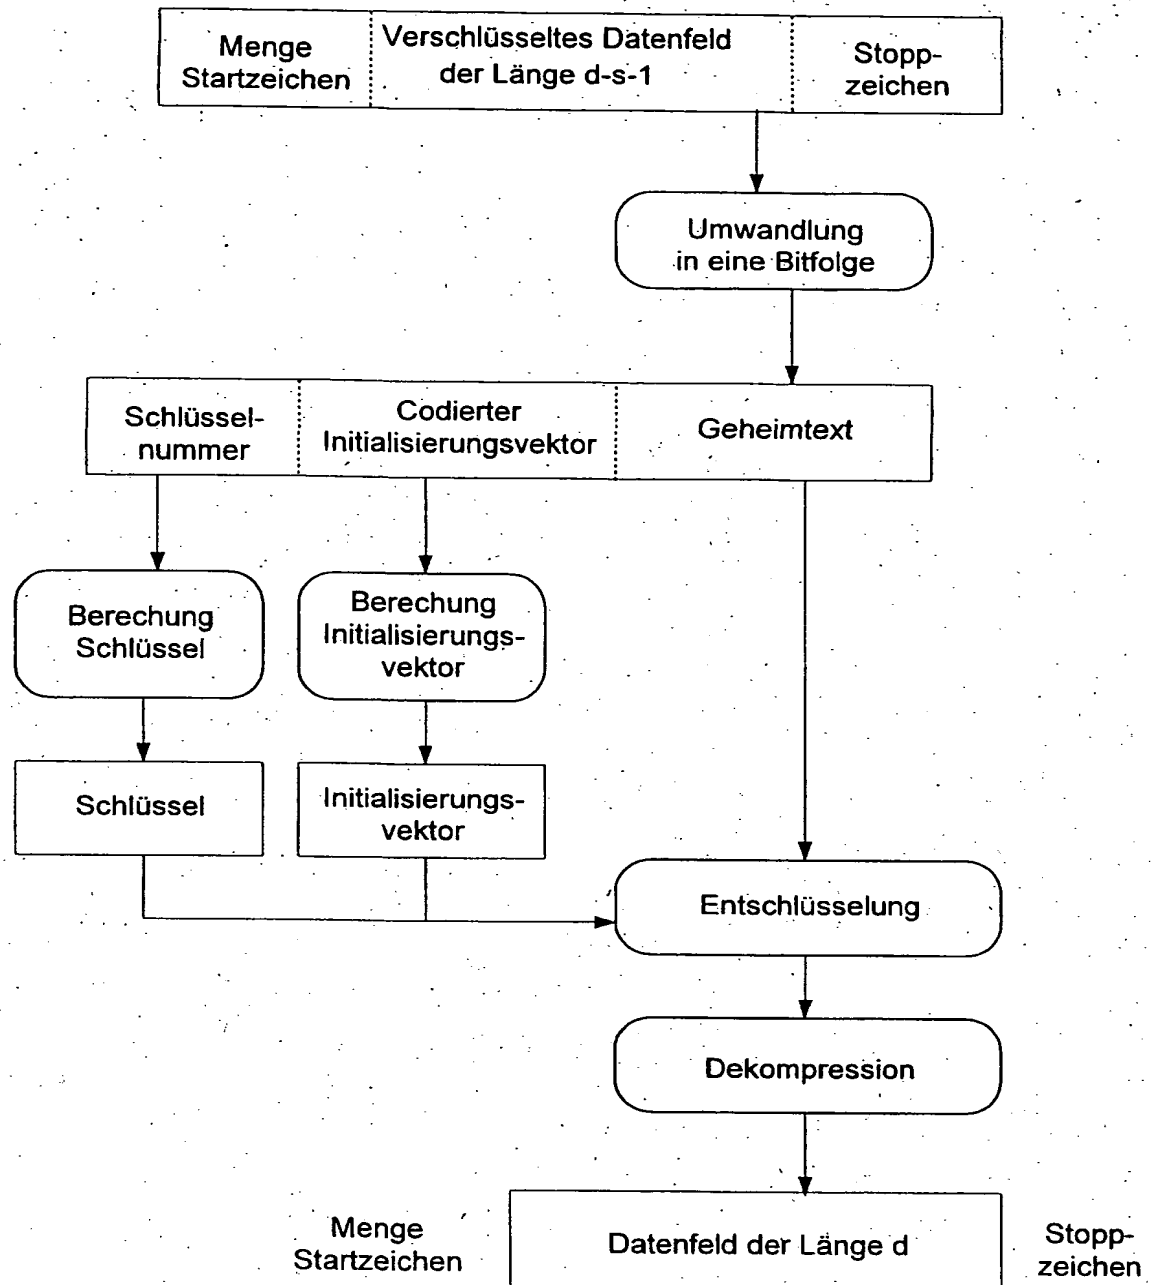 Menge
Startzeichen
Verschlüsseltes Datenfeld
der Länge d-s-1
Stopp-
zeichen
Umwandlung
in eine Bitfolge
Schlüssel-
nummer
Codierter
Initialisierungsvektor
Geheimtext
Berechung
Schlüssel
Berechung
Initialisierungs-
vektor
Schlüssel
Initialisierungs-
vektor
Entschlüsselung
Dekompression
Menge
Startzeichen
Datenfeld der Länge d
Stopp-
zeichen